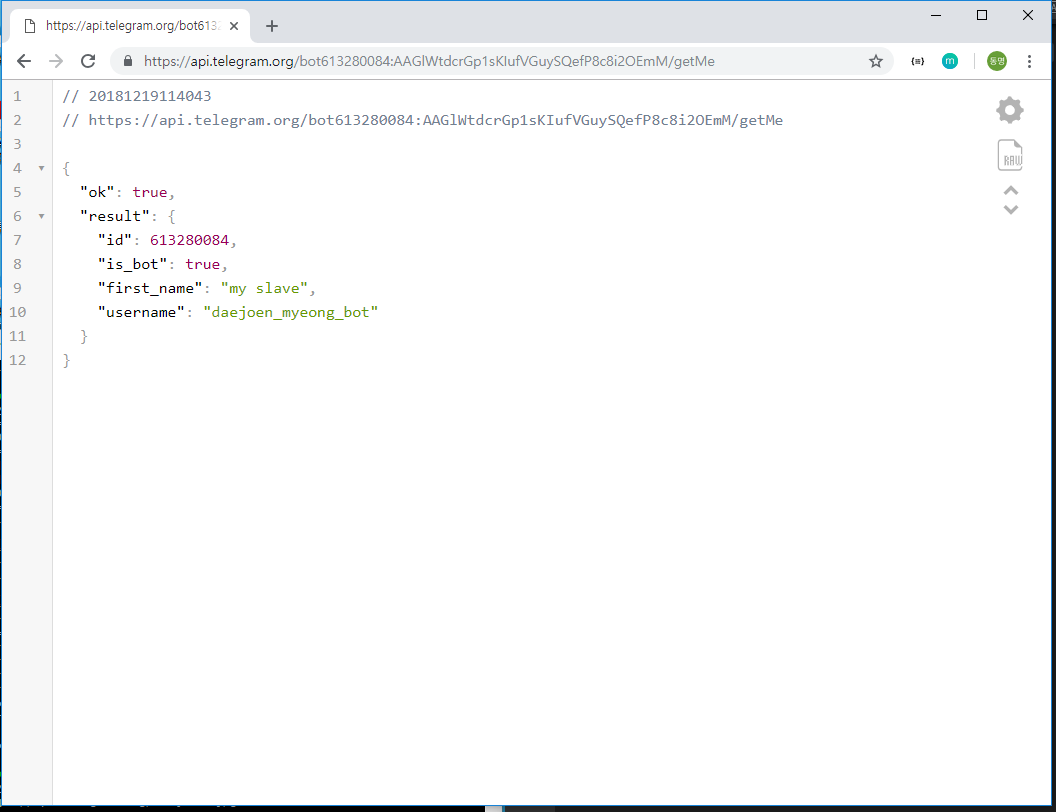 https://api.telegram.org/bot613
https://api.telegram.org/bot613280084:AAGlWtdcrGp1sKIufVGuySQefP8c8i2OEmM/getMe
{≡}
m
동명
1 // 20181219114043
2 // https://api.telegram.org/bot613280084:AAGlWtdcrGp1sKIufVGuySQefP8c8i2OEmM/getMe
3
4 {
5 "ok": true,
6 "result": {
7 "id": 613280084,
8 "is_bot": true,
9 "first_name": "my slave",
10 "username": "daejoen_myeong_bot"
11 }
12 }
RAW